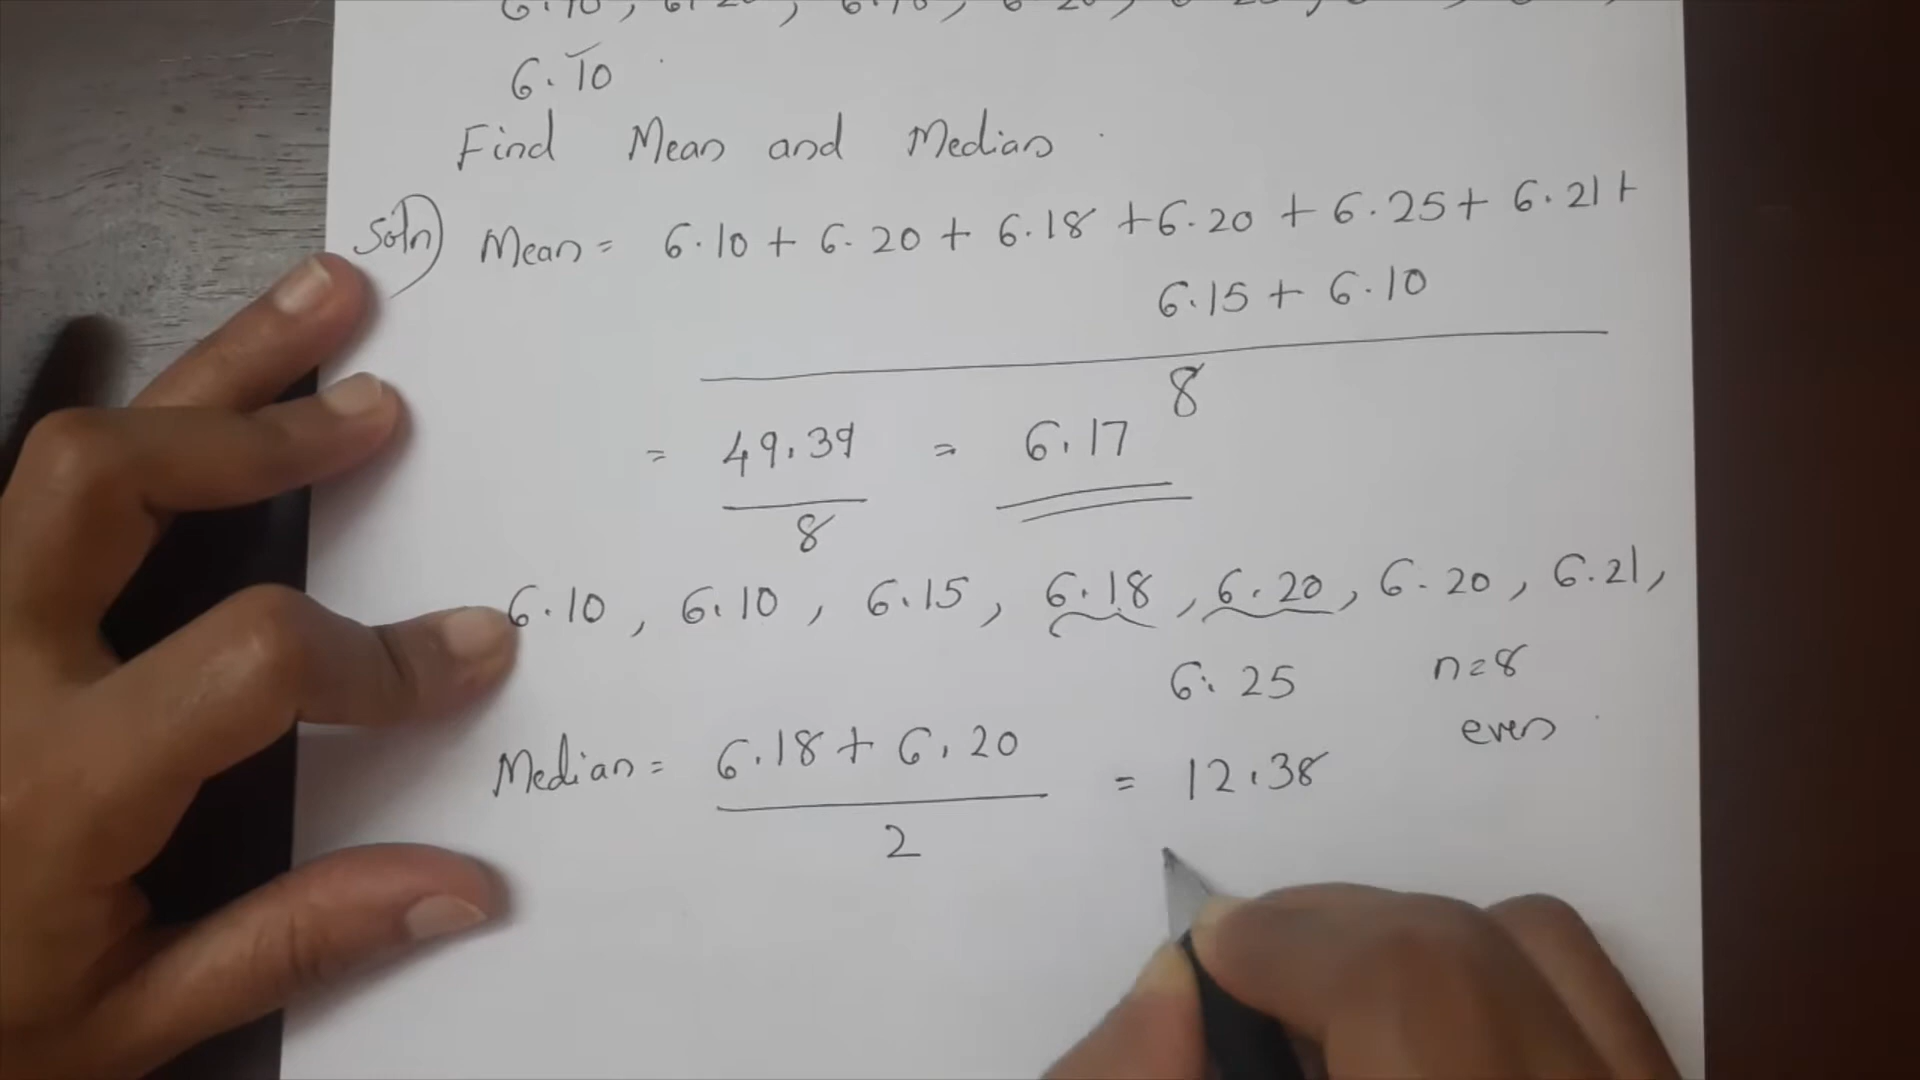 6.10
Find Mean and Median.
Soln) Mean = 6.10 + 6.20 + 6.18 + 6.20 + 6.25 + 6.21 +
6.15 + 6.10
8
= 49.39 = 6.17
8
6.10, 6.10, 6.15, 6.18, 6.20, 6.20, 6.21,
6.25 n=8
even.
Median = 6.18 + 6.20 = 12.38
2